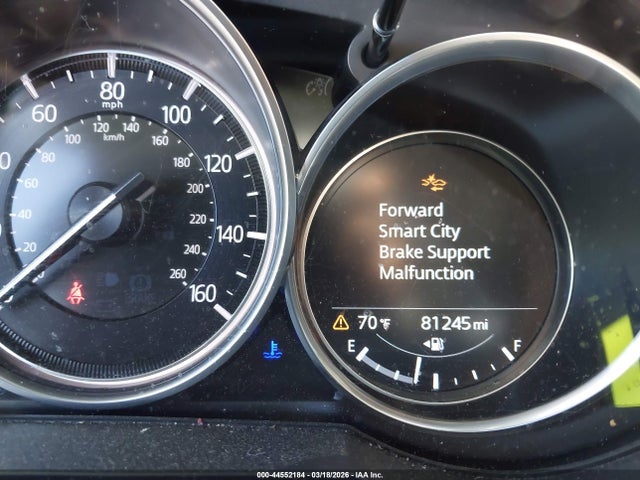 60
80
mph
100
120
140
160
20
40
60
80
100
120
140
160
km/h
180
200
220
240
260
Forward
Smart City
Brake Support
Malfunction
70 °F
81245 mi
E
F
000-44552184 - 03/18/2026 - IAA Inc.